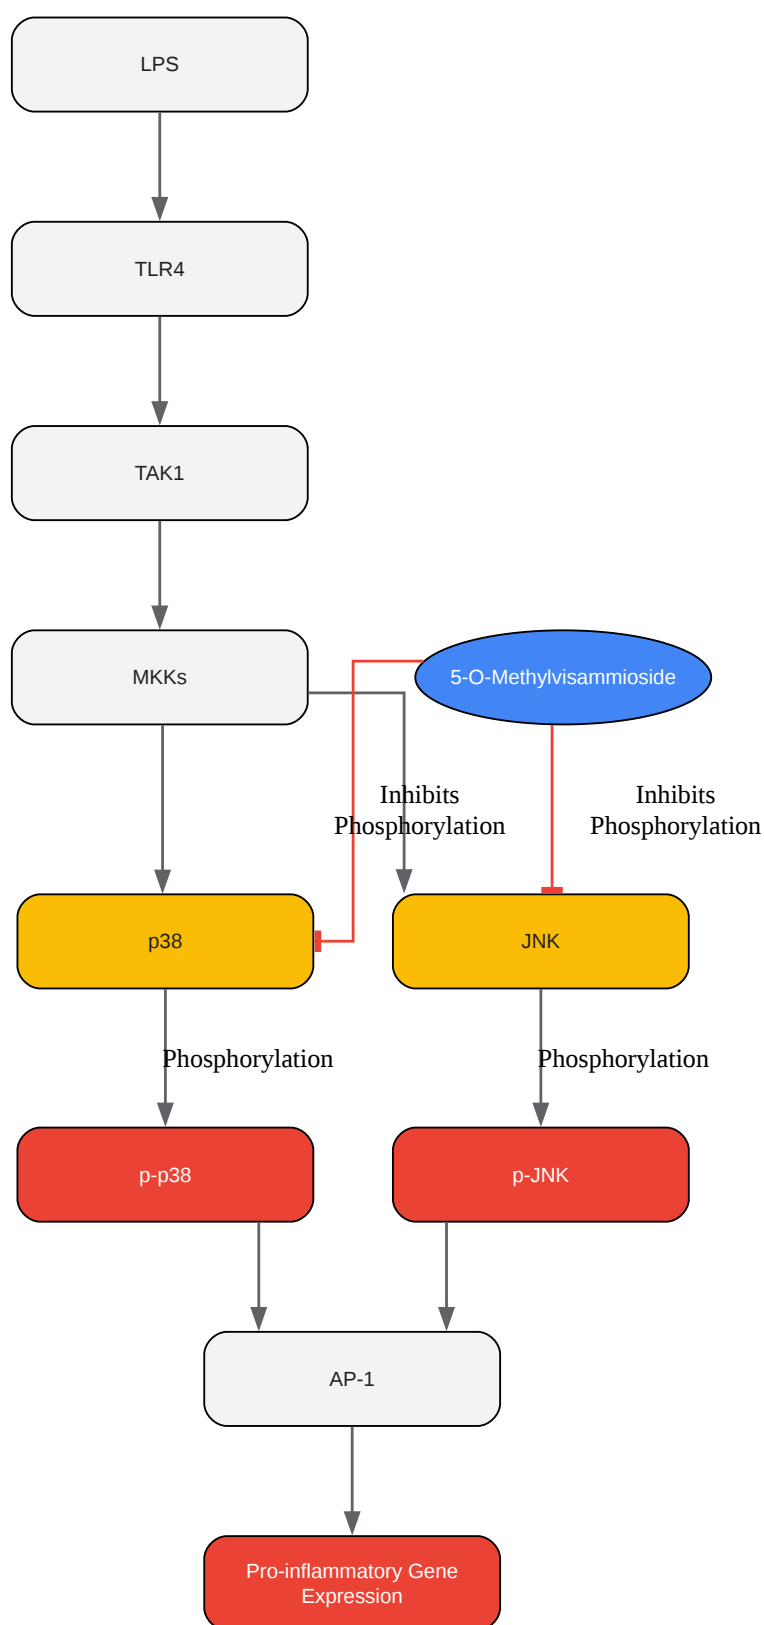 LPS
TLR4
TAK1
MKKs
5-O-Methylvisammioside
Inhibits
Phosphorylation
Inhibits
Phosphorylation
p38
JNK
Phosphorylation
Phosphorylation
p-p38
p-JNK
AP-1
Pro-inflammatory Gene
Expression